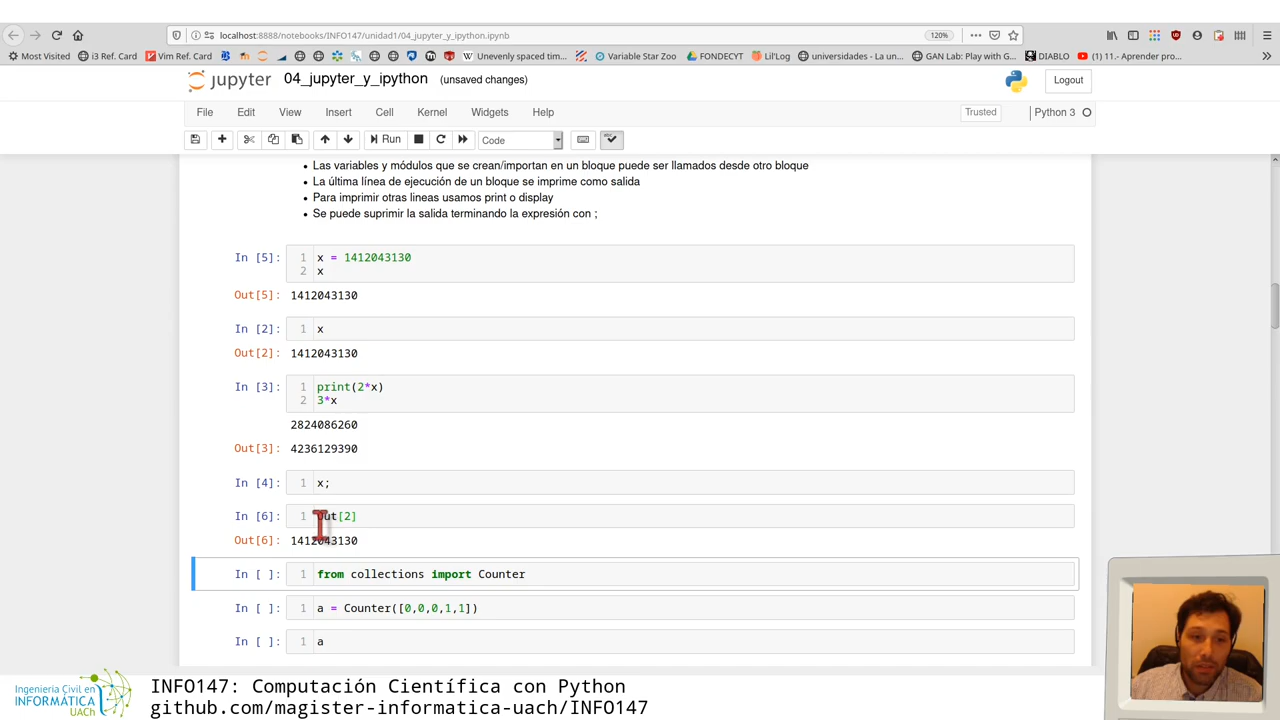 localhost:8888/notebooks/INFO147/unidad1/04_jupyter_y_ipython.ipynb 120%
Most Visited i3 Ref. Card Vim Ref. Card Unevenly spaced tim... Variable Star Zoo FONDECYT Lil'Log universidades - La un... GAN Lab: Play with G... DIABLO (1) 11.- Aprender pro...
jupyter 04_jupyter_y_ipython (unsaved changes) Logout
File Edit View Insert Cell Kernel Widgets Help Trusted Python 3
Run Code
• Las variables y módulos que se crean/importan en un bloque puede ser llamados desde otro bloque
• La última línea de ejecución de un bloque se imprime como salida
• Para imprimir otras lineas usamos print o display
• Se puede suprimir la salida terminando la expresión con ;
In [5]: 1 x = 1412043130
2 x
Out[5]: 1412043130
In [2]: 1 x
Out[2]: 1412043130
In [3]: 1 print(2*x)
2 3*x
2824086260
Out[3]: 4236129390
In [4]: 1 x;
In [6]: 1 Out[2]
Out[6]: 1412043130
In [ ]: 1 from collections import Counter
In [ ]: 1 a = Counter([0,0,0,1,1])
In [ ]: 1 a
Ingeniería Civil en
INFORMÁTICA
UACh
INFO147: Computación Científica con Python
github.com/magister-informatica-uach/INFO147